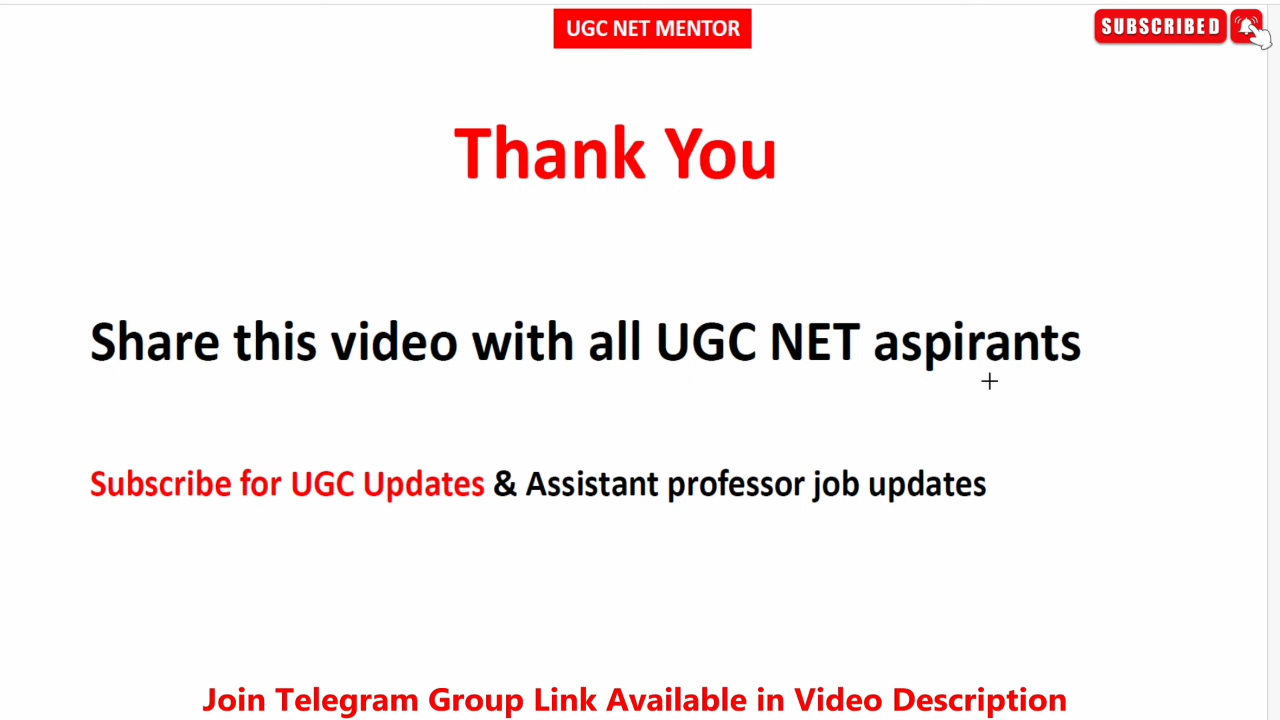 UGC NET MENTOR
SUBSCRIBED
Thank You
Share this video with all UGC NET aspirants
Subscribe for UGC Updates & Assistant professor job updates
Join Telegram Group Link Available in Video Description